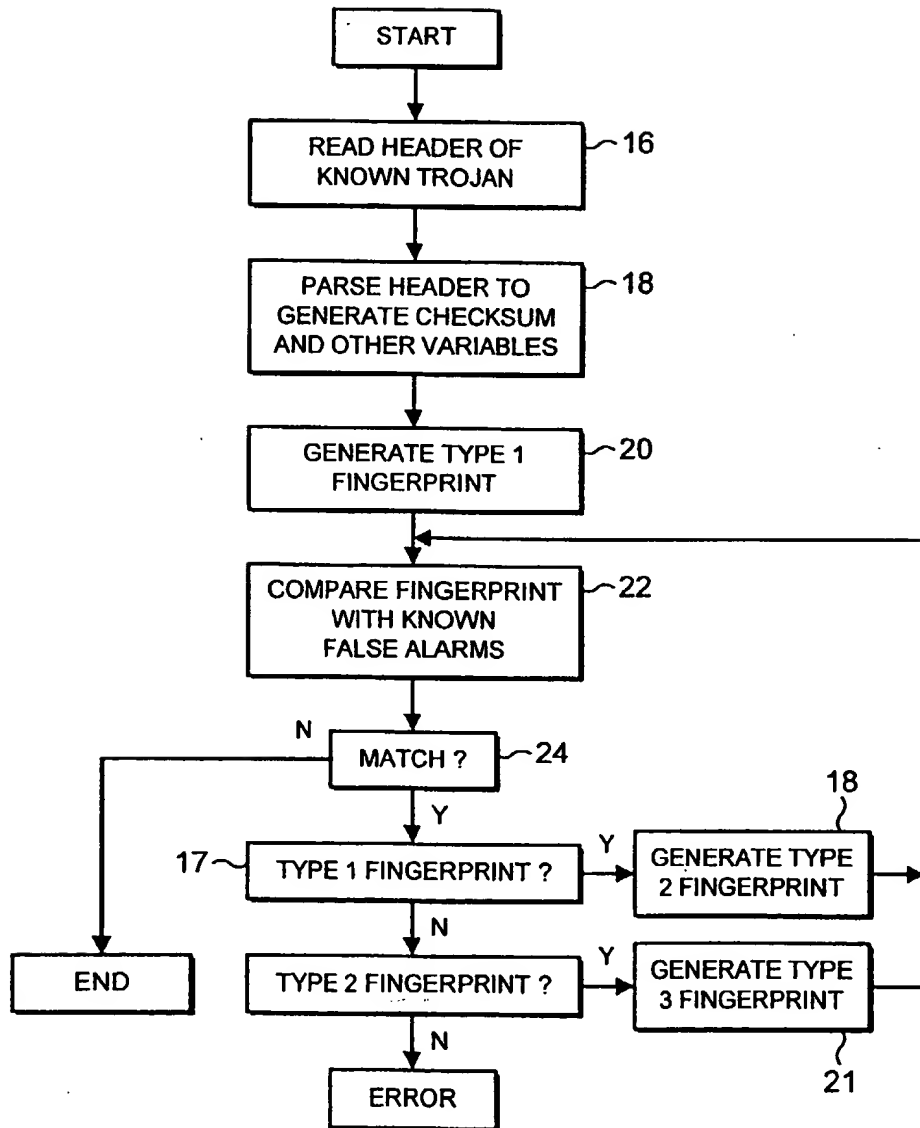 START
READ HEADER OF
KNOWN TROJAN
16
PARSE HEADER TO
GENERATE CHECKSUM
AND OTHER VARIABLES
18
GENERATE TYPE 1
FINGERPRINT
20
COMPARE FINGERPRINT
WITH KNOWN
FALSE ALARMS
22
N
MATCH ?
24
Y
17
TYPE 1 FINGERPRINT ?
Y
GENERATE TYPE
2 FINGERPRINT
18
N
END
TYPE 2 FINGERPRINT ?
Y
GENERATE TYPE
3 FINGERPRINT
21
N
ERROR